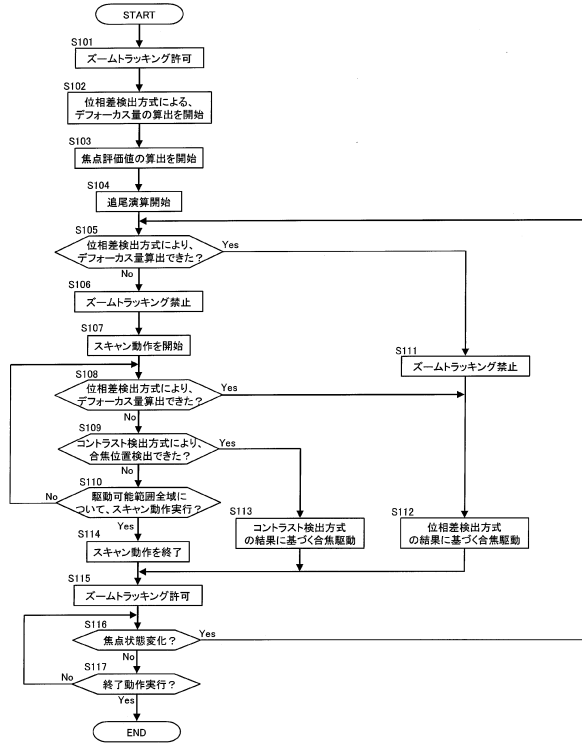 START
S101
ズームトラッキング許可
S102
位相差検出方式による、
デフォーカス量の算出を開始
S103
焦点評価値の算出を開始
S104
追尾演算開始
S105
位相差検出方式により、
デフォーカス量算出できた？
Yes
No
S106
ズームトラッキング禁止
S107
スキャン動作を開始
S111
ズームトラッキング禁止
S108
位相差検出方式により、
デフォーカス量算出できた？
Yes
No
S109
コントラスト検出方式により、
合焦位置検出できた？
Yes
No
S110
駆動可能範囲全域に
ついて、スキャン動作実行？
No
Yes
S113
コントラスト検出方式
の結果に基づく合焦駆動
S112
位相差検出方式
の結果に基づく合焦駆動
S114
スキャン動作を終了
S115
ズームトラッキング許可
S116
焦点状態変化？
Yes
No
S117
終了動作実行？
No
Yes
END